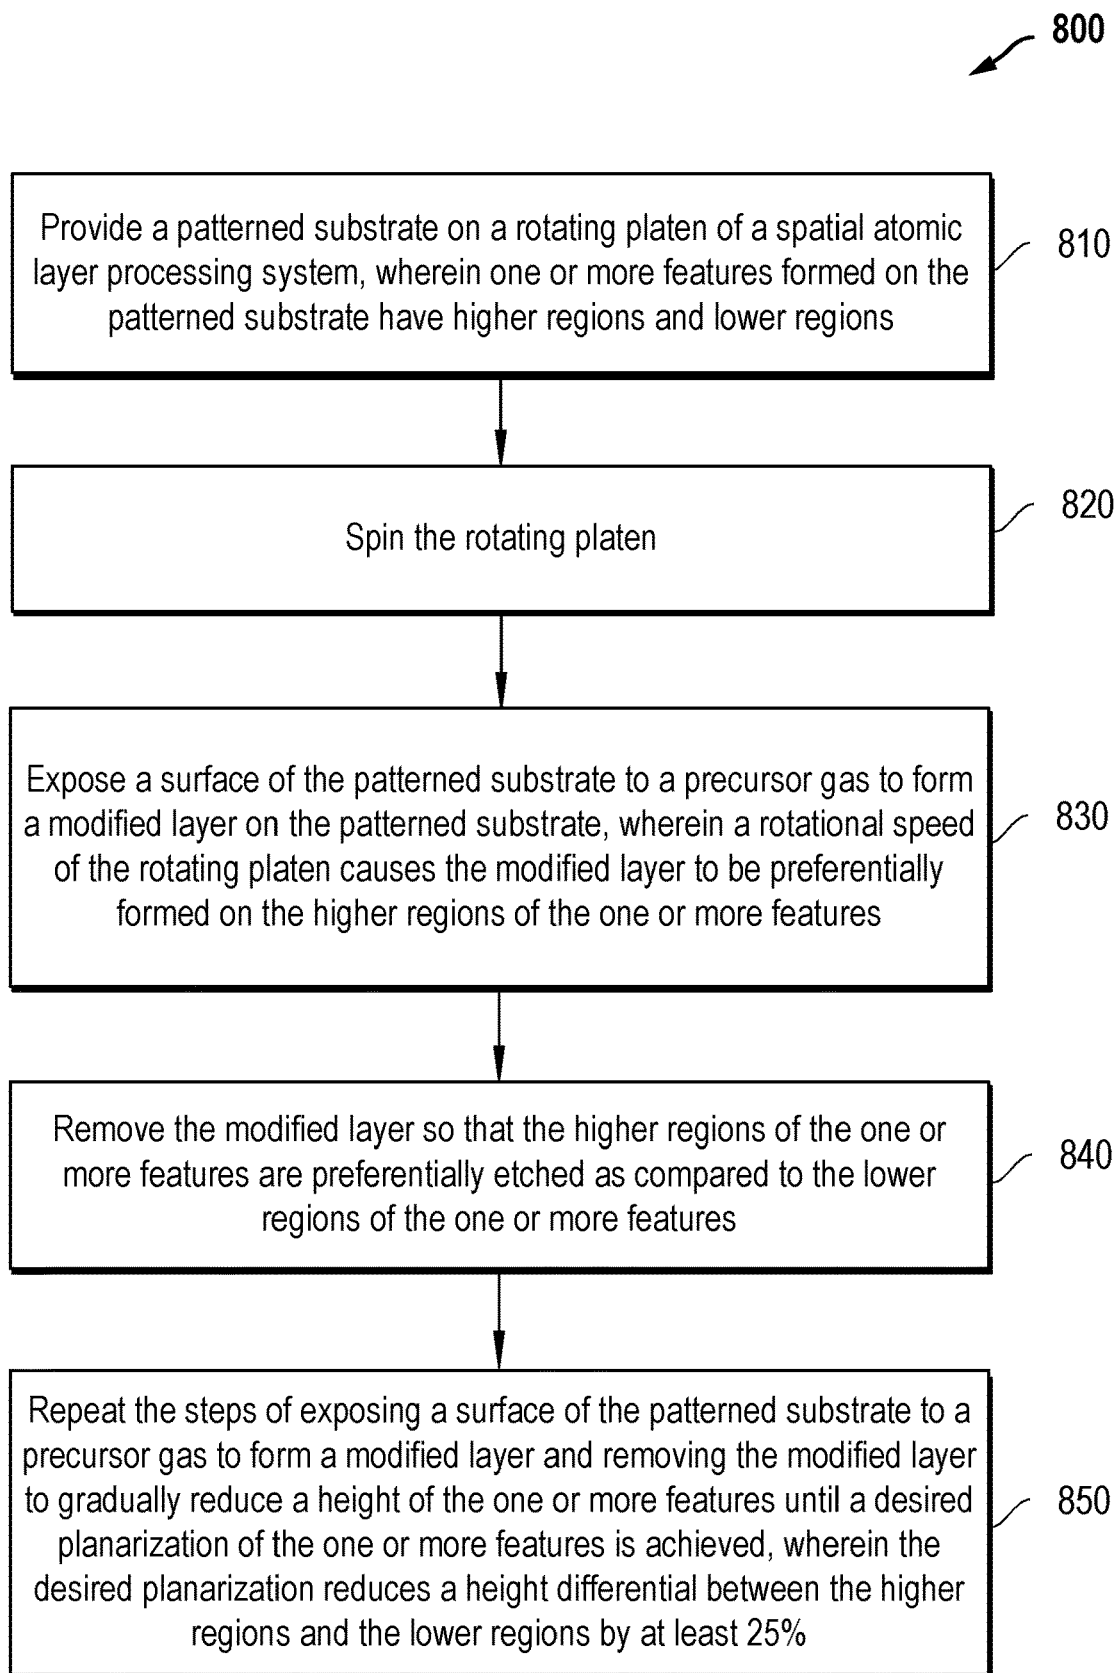 800
Provide a patterned substrate on a rotating platen of a spatial atomic
layer processing system, wherein one or more features formed on the
patterned substrate have higher regions and lower regions
810
Spin the rotating platen
820
Expose a surface of the patterned substrate to a precursor gas to form
a modified layer on the patterned substrate, wherein a rotational speed
of the rotating platen causes the modified layer to be preferentially
formed on the higher regions of the one or more features
830
Remove the modified layer so that the higher regions of the one or
more features are preferentially etched as compared to the lower
regions of the one or more features
840
Repeat the steps of exposing a surface of the patterned substrate to a
precursor gas to form a modified layer and removing the modified layer
to gradually reduce a height of the one or more features until a desired
planarization of the one or more features is achieved, wherein the
desired planarization reduces a height differential between the higher
regions and the lower regions by at least 25%
850